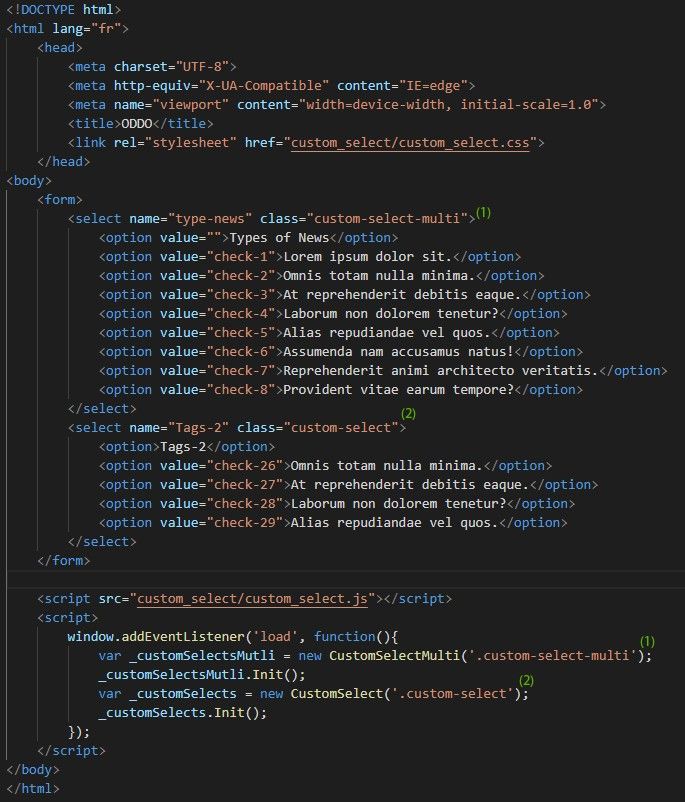 <!DOCTYPE html>
<html lang="fr">
<head>
<meta charset="UTF-8">
<meta http-equiv="X-UA-Compatible" content="IE=edge">
<meta name="viewport" content="width=device-width, initial-scale=1.0">
<title>ODDO</title>
<link rel="stylesheet" href="custom_select/custom_select.css">
</head>
<body>
<form>
<select name="type-news" class="custom-select-multi"> (1)
<option value="">Types of News</option>
<option value="check-1">Lorem ipsum dolor sit.</option>
<option value="check-2">Omnis totam nulla minima.</option>
<option value="check-3">At reprehenderit debitis eaque.</option>
<option value="check-4">Laborum non dolorem tenetur?</option>
<option value="check-5">Alias repudiandae vel quos.</option>
<option value="check-6">Assumenda nam accusamus natus!</option>
<option value="check-7">Reprehenderit animi architecto veritatis.</option>
<option value="check-8">Provident vitae earum tempore?</option>
</select>
<select name="Tags-2" class="custom-select"> (2)
<option>Tags-2</option>
<option value="check-26">Omnis totam nulla minima.</option>
<option value="check-27">At reprehenderit debitis eaque.</option>
<option value="check-28">Laborum non dolorem tenetur?</option>
<option value="check-29">Alias repudiandae vel quos.</option>
</select>
</form>
<script src="custom_select/custom_select.js"></script>
<script>
window.addEventListener('load', function(){
var _customSelectsMutli = new CustomSelectMulti('.custom-select-multi'); (1)
_customSelectsMutli.Init();
var _customSelects = new CustomSelect('.custom-select'); (2)
_customSelects.Init();
});
</script>
</body>
</html>